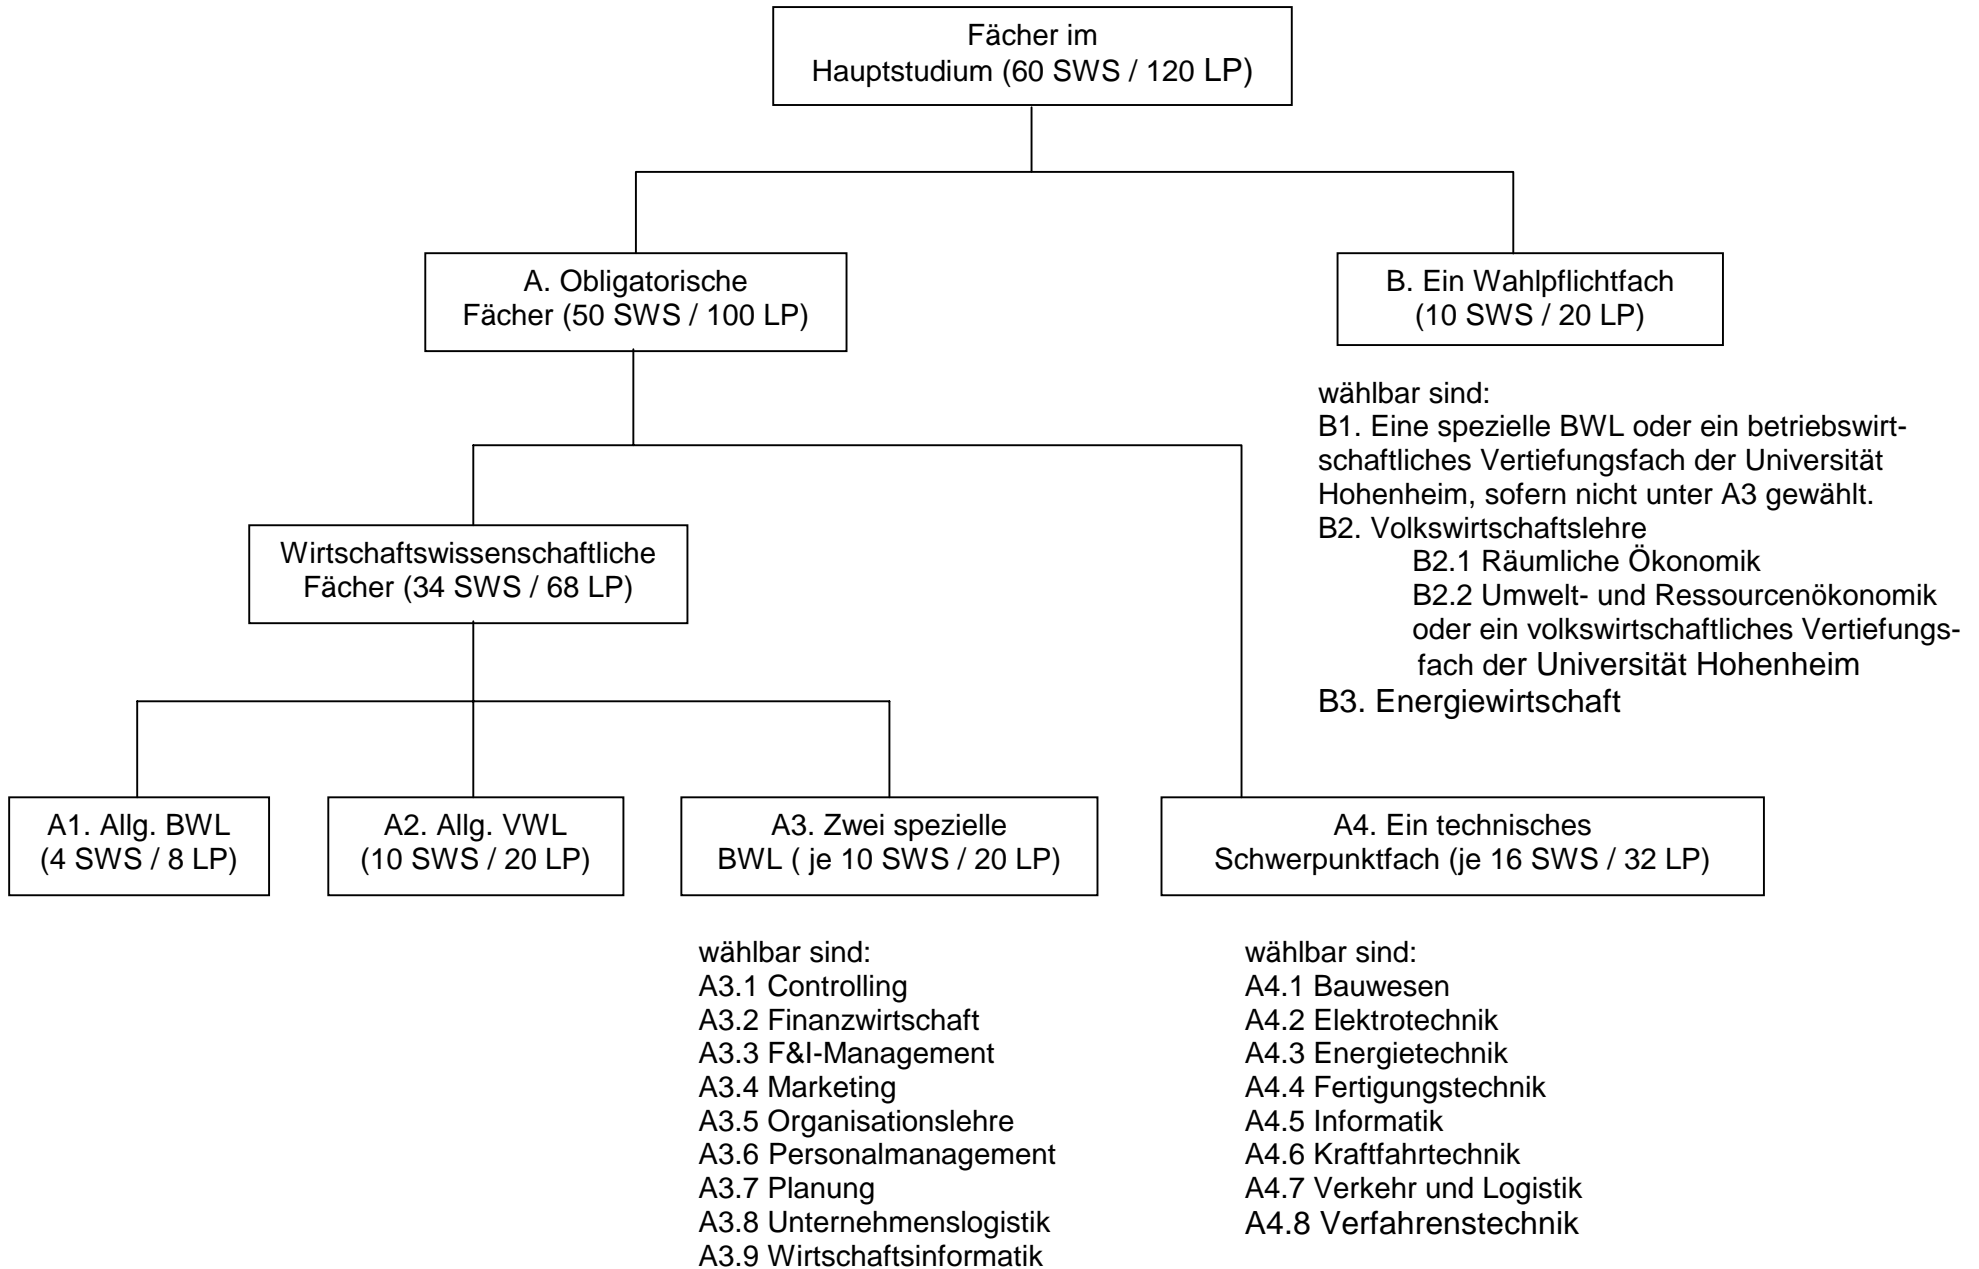 Fächer im
Hauptstudium (60 SWS / 120 LP)
A. Obligatorische
Fächer (50 SWS / 100 LP)
B. Ein Wahlpflichtfach
(10 SWS / 20 LP)
wählbar sind:
B1. Eine spezielle BWL oder ein betriebswirt-
schaftliches Vertiefungsfach der Universität
Hohenheim, sofern nicht unter A3 gewählt.
B2. Volkswirtschaftslehre
B2.1 Räumliche Ökonomik
B2.2 Umwelt- und Ressourcenökonomik
oder ein volkswirtschaftliches Vertiefungs-
fach der Universität Hohenheim
B3. Energiewirtschaft
Wirtschaftswissenschaftliche
Fächer (34 SWS / 68 LP)
A1. Allg. BWL
(4 SWS / 8 LP)
A2. Allg. VWL
(10 SWS / 20 LP)
A3. Zwei spezielle
BWL ( je 10 SWS / 20 LP)
A4. Ein technisches
Schwerpunktfach (je 16 SWS / 32 LP)
wählbar sind:
A3.1 Controlling
A3.2 Finanzwirtschaft
A3.3 F&I-Management
A3.4 Marketing
A3.5 Organisationslehre
A3.6 Personalmanagement
A3.7 Planung
A3.8 Unternehmenslogistik
A3.9 Wirtschaftsinformatik
wählbar sind:
A4.1 Bauwesen
A4.2 Elektrotechnik
A4.3 Energietechnik
A4.4 Fertigungstechnik
A4.5 Informatik
A4.6 Kraftfahrtechnik
A4.7 Verkehr und Logistik
A4.8 Verfahrenstechnik